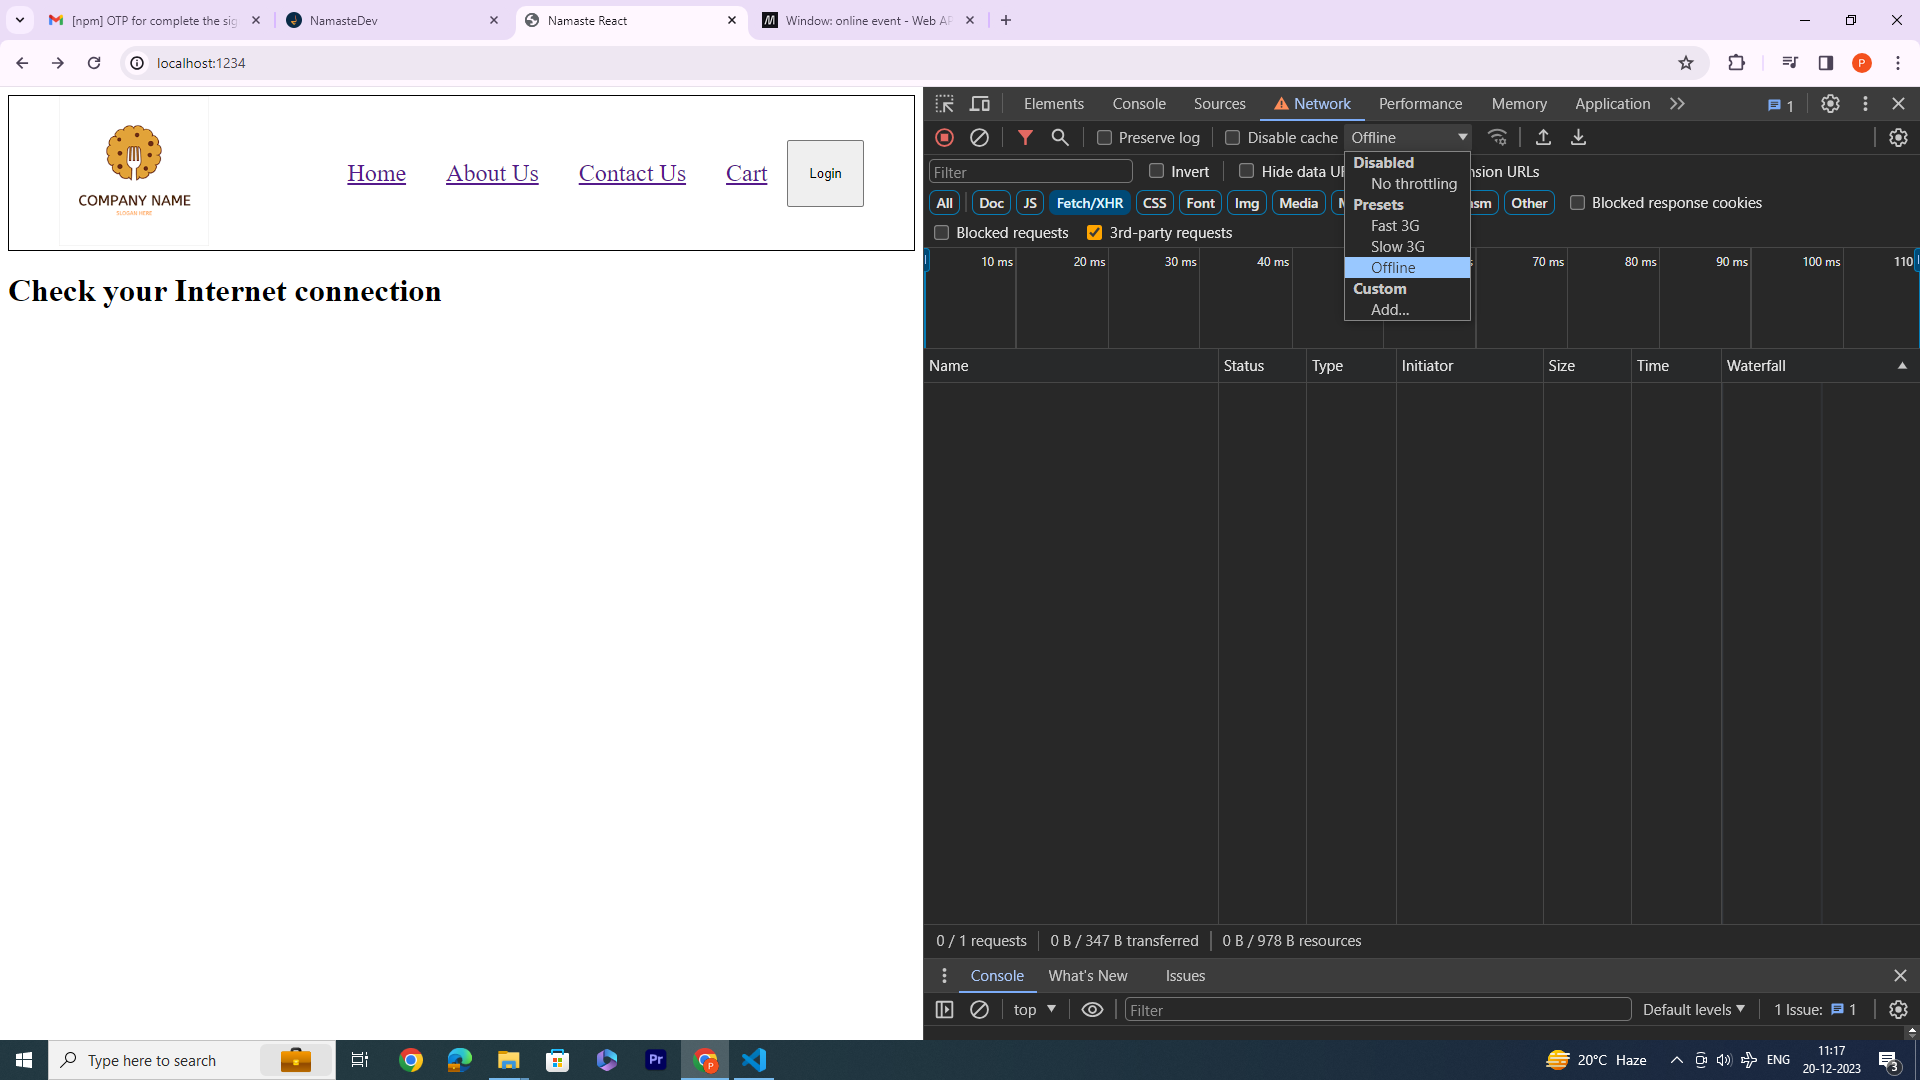 [npm] OTP for complete the sig
NamasteDev
Namaste React
Window: online event - Web AP
localhost:1234
COMPANY NAME
SLOGAN HERE
Home
About Us
Contact Us
Cart
Login
Check your Internet connection
Elements
Console
Sources
Network
Performance
Memory
Application
1
Preserve log
Disable cache
Offline
Filter
Invert
Hide data UR
nsion URLs
Disabled
No throttling
Presets
Fast 3G
Slow 3G
Offline
Custom
Add...
All
Doc
JS
Fetch/XHR
CSS
Font
Img
Media
Other
Blocked response cookies
Blocked requests
3rd-party requests
10 ms
20 ms
30 ms
40 ms
70 ms
80 ms
90 ms
100 ms
110
Name
Status
Type
Initiator
Size
Time
Waterfall
0 / 1 requests
0 B / 347 B transferred
0 B / 978 B resources
Console
What's New
Issues
top
Filter
Default levels
1 Issue: 1
Type here to search
Pr
P
20°C Haze
ENG
11:17
20-12-2023
3